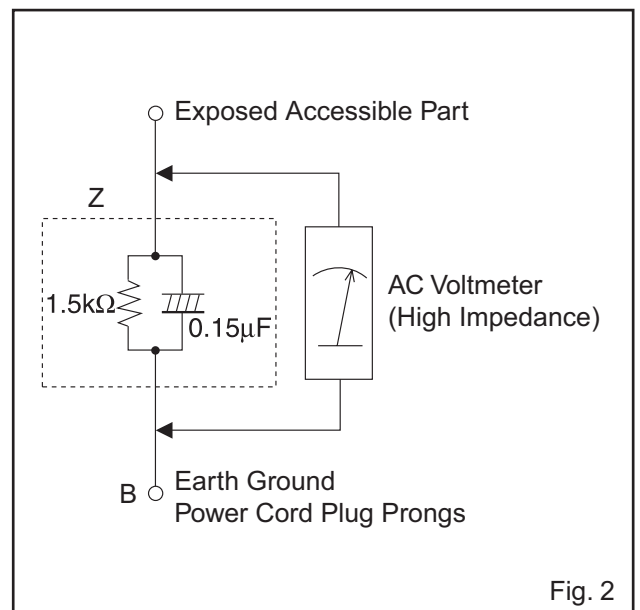 Exposed Accessible Part
Z
1.5kΩ
0.15μF
AC Voltmeter
(High Impedance)
B
Earth Ground
Power Cord Plug Prongs
Fig. 2